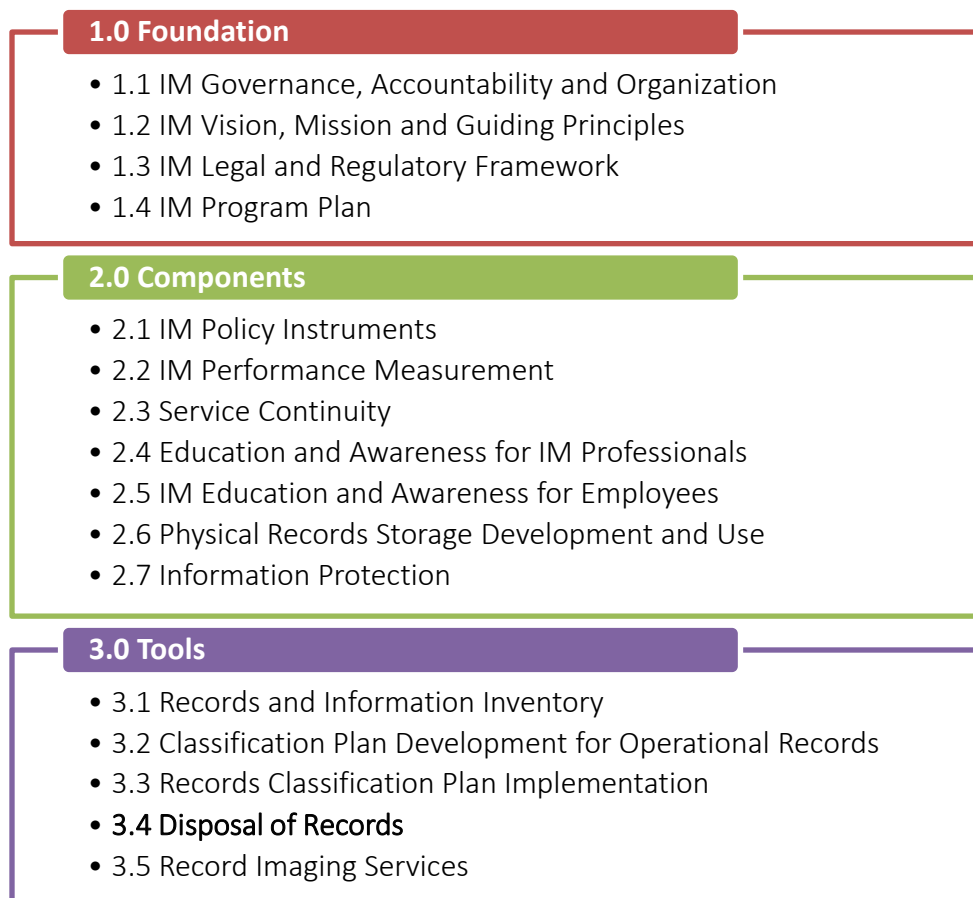 1.0 Foundation
• 1.1 IM Governance, Accountability and Organization
• 1.2 IM Vision, Mission and Guiding Principles
• 1.3 IM Legal and Regulatory Framework
• 1.4 IM Program Plan
2.0 Components
• 2.1 IM Policy Instruments
• 2.2 IM Performance Measurement
• 2.3 Service Continuity
• 2.4 Education and Awareness for IM Professionals
• 2.5 IM Education and Awareness for Employees
• 2.6 Physical Records Storage Development and Use
• 2.7 Information Protection
3.0 Tools
• 3.1 Records and Information Inventory
• 3.2 Classification Plan Development for Operational Records
• 3.3 Records Classification Plan Implementation
• 3.4 Disposal of Records
• 3.5 Record Imaging Services